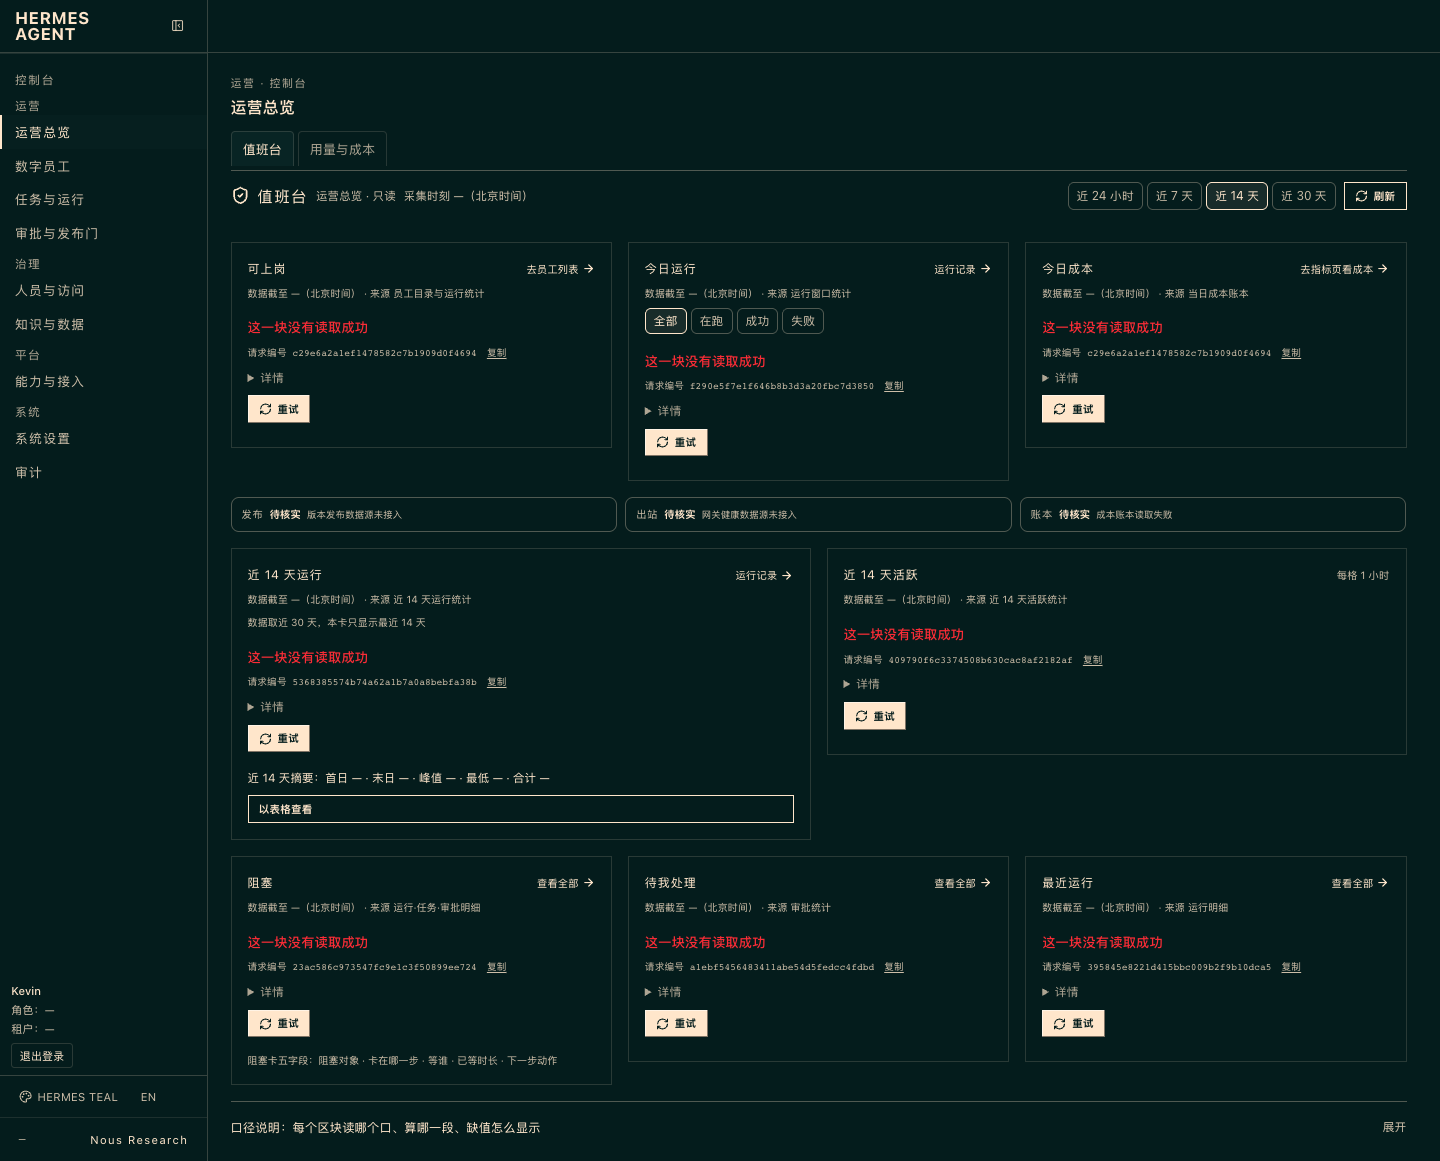 HERMES
AGENT
控制台
运营
运营总览
数字员工
任务与运行
审批与发布门
治理
人员与访问
知识与数据
平台
能力与接入
系统
系统设置
审计
Kevin
角色：—
租户：—
退出登录
HERMES TEAL EN
— Nous Research
运营 · 控制台
运营总览
值班台 用量与成本
值班台 运营总览 · 只读 采集时刻 —（北京时间） 近 24 小时 近 7 天 近 14 天 近 30 天 刷新
可上岗 去员工列表 →
数据截至 —（北京时间） · 来源 员工目录与运行统计
这一块没有读取成功
请求编号 c29e6a2a1ef1478582c7b1909d0f4694 复制
▶ 详情
重试
今日运行 运行记录 →
数据截至 —（北京时间） · 来源 运行窗口统计
全部 在跑 成功 失败
这一块没有读取成功
请求编号 f290e5f7e1f646b8b3d3a20fbc7d3850 复制
▶ 详情
重试
今日成本 去指标页看成本 →
数据截至 —（北京时间） · 来源 当日成本账本
这一块没有读取成功
请求编号 c29e6a2a1ef1478582c7b1909d0f4694 复制
▶ 详情
重试
发布 待核实 版本发布数据源未接入
出站 待核实 网关健康数据源未接入
账本 待核实 成本账本读取失败
近 14 天运行 运行记录 →
数据截至 —（北京时间） · 来源 近 14 天运行统计
数据取近 30 天，本卡只显示最近 14 天
这一块没有读取成功
请求编号 5368385574b74a62a1b7a0a8bebfa38b 复制
▶ 详情
重试
近 14 天摘要：首日 — · 末日 — · 峰值 — · 最低 — · 合计 —
以表格查看
近 14 天活跃 每格 1 小时
数据截至 —（北京时间） · 来源 近 14 天活跃统计
这一块没有读取成功
请求编号 409790f6c3374508b630cac8af2182af 复制
▶ 详情
重试
阻塞 查看全部 →
数据截至 —（北京时间） · 来源 运行·任务·审批明细
这一块没有读取成功
请求编号 23ac586c973547fc9e1c3f50899ee724 复制
▶ 详情
重试
阻塞卡五字段：阻塞对象 · 卡在哪一步 · 等谁 · 已等时长 · 下一步动作
待我处理 查看全部 →
数据截至 —（北京时间） · 来源 审批统计
这一块没有读取成功
请求编号 a1ebf5456483411abe54d5fedcc4fdbd 复制
▶ 详情
重试
最近运行 查看全部 →
数据截至 —（北京时间） · 来源 运行明细
这一块没有读取成功
请求编号 395845e8221d415bbc009b2f9b10dca5 复制
▶ 详情
重试
口径说明：每个区块读哪个口、算哪一段、缺值怎么显示 展开